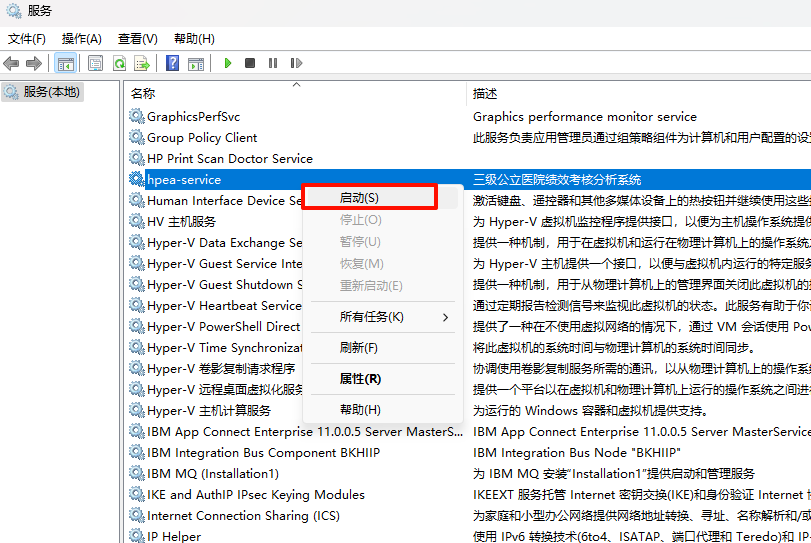 服务
文件(F) 操作(A) 查看(V) 帮助(H)
服务(本地)
名称 描述
GraphicsPerfSvc Graphics performance monitor service
Group Policy Client 此服务负责应用管理员通过组策略组件为计算机和用户配置的设
HP Print Scan Doctor Service
hpea-service 三级公立医院绩效考核分析系统
Human Interface Device Se 激活键盘、遥控器和其他多媒体设备上的热按钮并继续使用这些
HV 主机服务 为 Hyper-V 虚拟机监控程序提供接口，以便为主机操作系统提供
Hyper-V Data Exchange Se 提供一种机制，用于在虚拟机和运行在物理计算机上的操作系统
Hyper-V Guest Service Inte 为 Hyper-V 主机提供一个接口，以便与虚拟机内运行的特定服务
Hyper-V Guest Shutdown S 提供一种机制，用于从物理计算机上的管理界面关闭此虚拟机的
Hyper-V Heartbeat Service 通过定期报告检测信号来监视此虚拟机的状态。此服务有助于你
Hyper-V PowerShell Direct 提供了一种在不使用虚拟网络的情况下，通过 VM 会话使用 Pow
Hyper-V Time Synchronizat 将此虚拟机的系统时间与物理计算机的系统时间同步。
Hyper-V 卷影复制请求程序 协调使用卷影复制服务所需的通讯，以从物理计算机上的操作系
Hyper-V 远程桌面虚拟化服务 提供一个平台以在虚拟机和物理计算机上运行的操作系统之间进
Hyper-V 主机计算服务 为运行的 Windows 容器和虚拟机提供支持。
IBM App Connect Enterprise 11.0.0.5 Server MasterS... IBM App Connect Enterprise 11.0.0.5 Server MasterService
IBM Integration Bus Component BKHIIP IBM Integration Bus Node "BKHIIP"
IBM MQ (Installation1) 为 IBM MQ 安装“Installation1”提供启动和管理服务
IKE and AuthIP IPsec Keying Modules IKEEXT 服务托管 Internet 密钥交换(IKE)和身份验证 Internet
Internet Connection Sharing (ICS) 为家庭和小型办公网络提供网络地址转换、寻址、名称解析和/或
IP Helper 使用 IPv6 转换技术(6to4、ISATAP、端口代理和 Teredo)和 IP
启动(S)
停止(O)
暂停(U)
恢复(M)
重新启动(E)
所有任务(K)
刷新(F)
属性(R)
帮助(H)